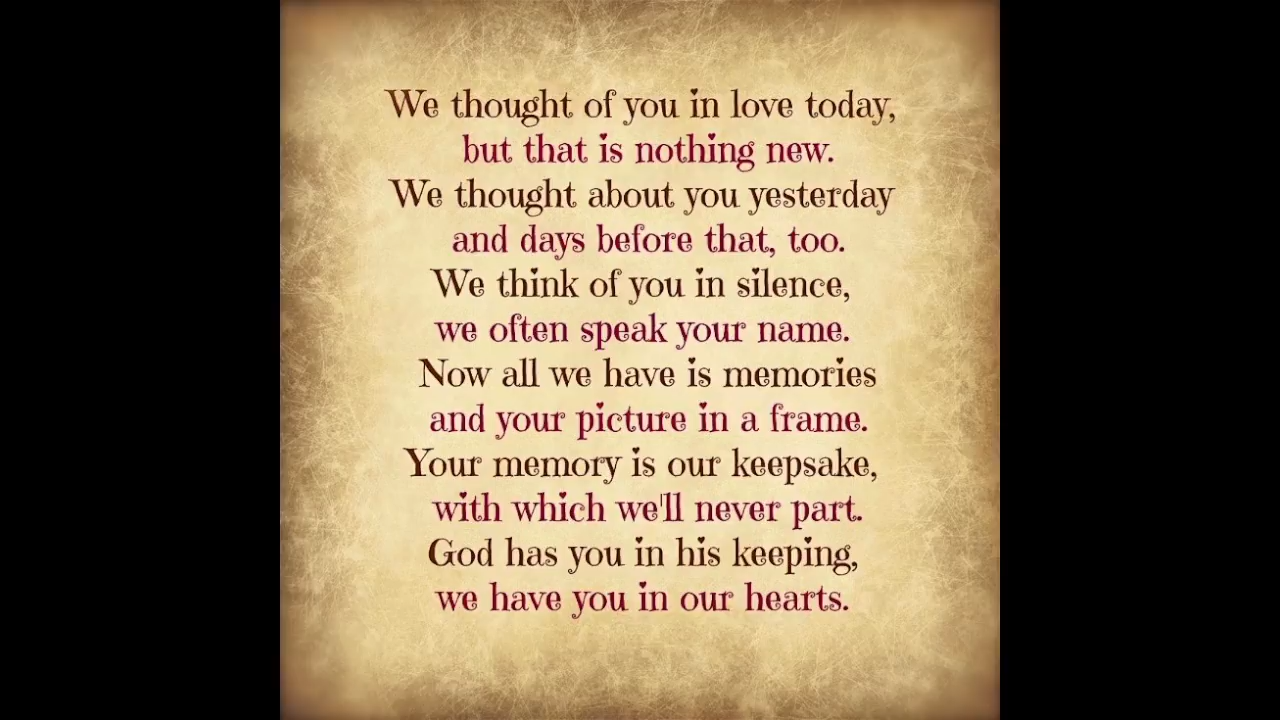 We thought of you in love today,
but that is nothing new.
We thought about you yesterday
and days before that, too.
We think of you in silence,
we often speak your name.
Now all we have is memories
and your picture in a frame.
Your memory is our keepsake,
with which we'll never part.
God has you in his keeping,
we have you in our hearts.